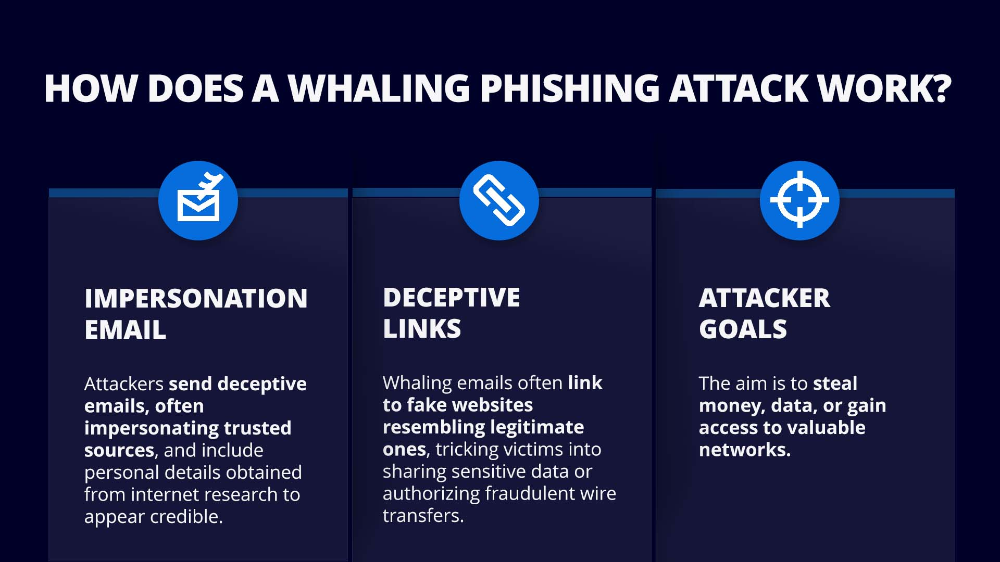 HOW DOES A WHALING PHISHING ATTACK WORK?
IMPERSONATION
EMAIL
Attackers send deceptive
emails, often
impersonating trusted
sources, and include
personal details obtained
from internet research to
appear credible.
DECEPTIVE
LINKS
Whaling emails often link
to fake websites
resembling legitimate
ones, tricking victims into
sharing sensitive data or
authorizing fraudulent wire
transfers.
ATTACKER
GOALS
The aim is to steal
money, data, or gain
access to valuable
networks.